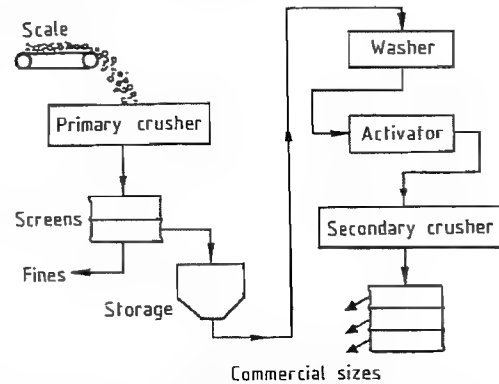 Scale
Primary crusher
Screens
Fines
Storage
Washer
Activator
Secondary crusher
Commercial sizes